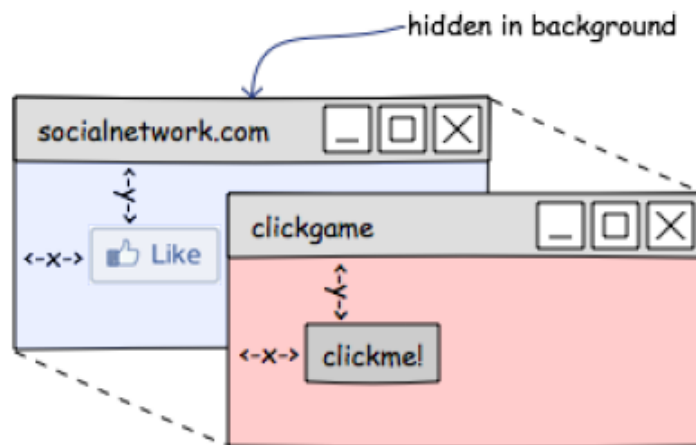 hidden in background
socialnetwork.com
<-y->
<-x-> Like
clickgame
<-y->
<-x-> clickme!